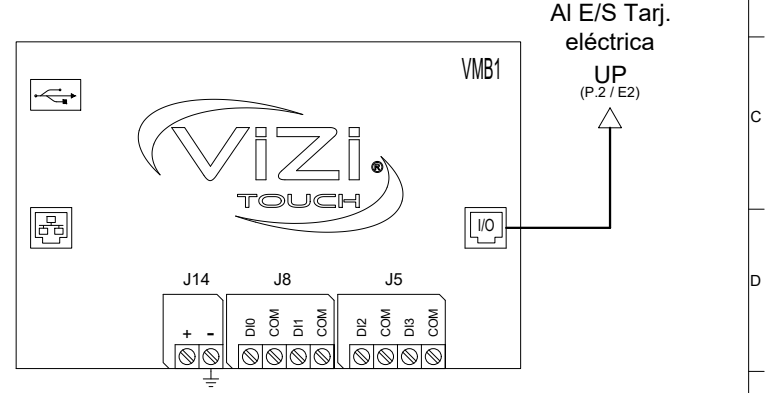 Al E/S Tarj.
eléctrica
UP
(P.2 / E2)
C
VMB1
ViZi®
TOUCH
I/O
D
J14 J8 J5
+ - DI0 COM DI1 COM DI2 COM DI3 COM